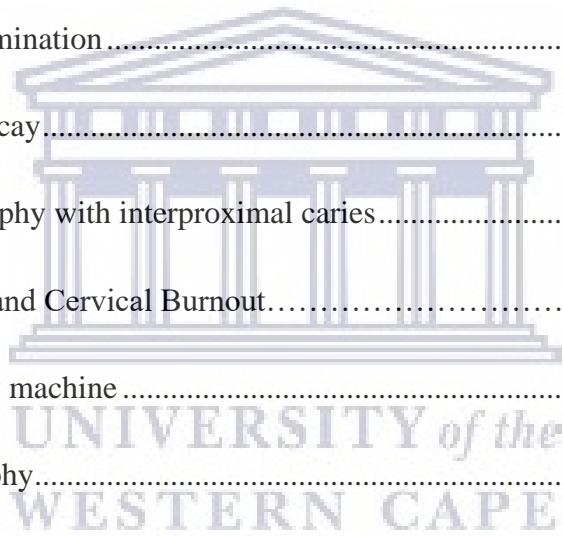 mination ..........................................................
cay..................................................................
phy with interproximal caries.......................
and Cervical Burnout…………………………
machine ........................................................
UNIVERSITY of the
phy..................................................................
WESTERN CAPE